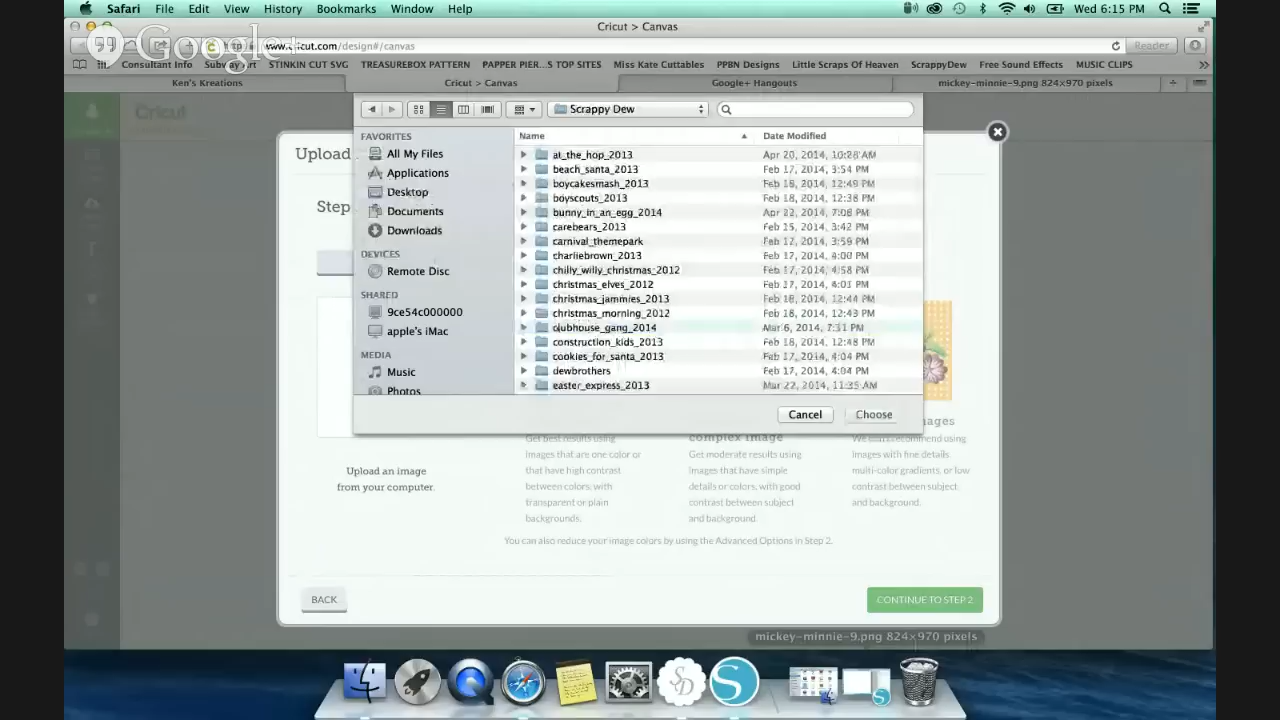 Safari File Edit View History Bookmarks Window Help Wed 6:15 PM
Cricut > Canvas
Google+
www.cricut.com/design#/canvas Reader
Consultant Info Subway Art STINKIN CUT SVG TREASUREBOX PATTERN PAPPER PIER...S TOP SITES Miss Kate Cuttables PPBN Designs Little Scraps Of Heaven ScrappyDew Free Sound Effects MUSIC CLIPS
Ken's Kreations Cricut > Canvas Google+ Hangouts mickey-minnie-9.png 824×970 pixels
Cricut
Scrappy Dew
Upload
Step
FAVORITES
All My Files
Applications
Desktop
Documents
Downloads
DEVICES
Remote Disc
SHARED
9ce54c000000
apple's iMac
MEDIA
Music
Photos
Name Date Modified
at_the_hop_2013 Apr 20, 2014, 10:28 AM
beach_santa_2013 Feb 17, 2014, 3:54 PM
boycakesmash_2013 Feb 18, 2014, 12:49 PM
boyscouts_2013 Feb 18, 2014, 12:38 PM
bunny_in_an_egg_2014 Apr 22, 2014, 7:08 PM
carebears_2013 Feb 15, 2014, 3:42 PM
carnival_themepark Feb 17, 2014, 3:59 PM
charliebrown_2013 Feb 17, 2014, 4:00 PM
chilly_willy_christmas_2012 Feb 17, 2014, 4:58 PM
christmas_elves_2012 Feb 17, 2014, 4:01 PM
christmas_jammies_2013 Feb 18, 2014, 12:44 PM
christmas_morning_2012 Feb 18, 2014, 12:43 PM
clubhouse_gang_2014 Mar 6, 2014, 7:31 PM
construction_kids_2013 Feb 18, 2014, 12:48 PM
cookies_for_santa_2013 Feb 17, 2014, 4:04 PM
dewbrothers Feb 17, 2014, 4:04 PM
easter_express_2013 Mar 22, 2014, 11:35 AM
Cancel Choose
Upload an image
from your computer.
Get best results using
images that are one color or
that have high contrast
between colors, with
transparent or plain
backgrounds.
complex image
Get moderate results using
images that have simple
details or colors, with good
contrast between subject
and background.
ages
We don't recommend using
images with fine details
multi-color gradients, or low
contrast between subject
and background.
You can also reduce your image colors by using the Advanced Options in Step 2.
BACK CONTINUE TO STEP 2
mickey-minnie-9.png 824×970 pixels
SD
S